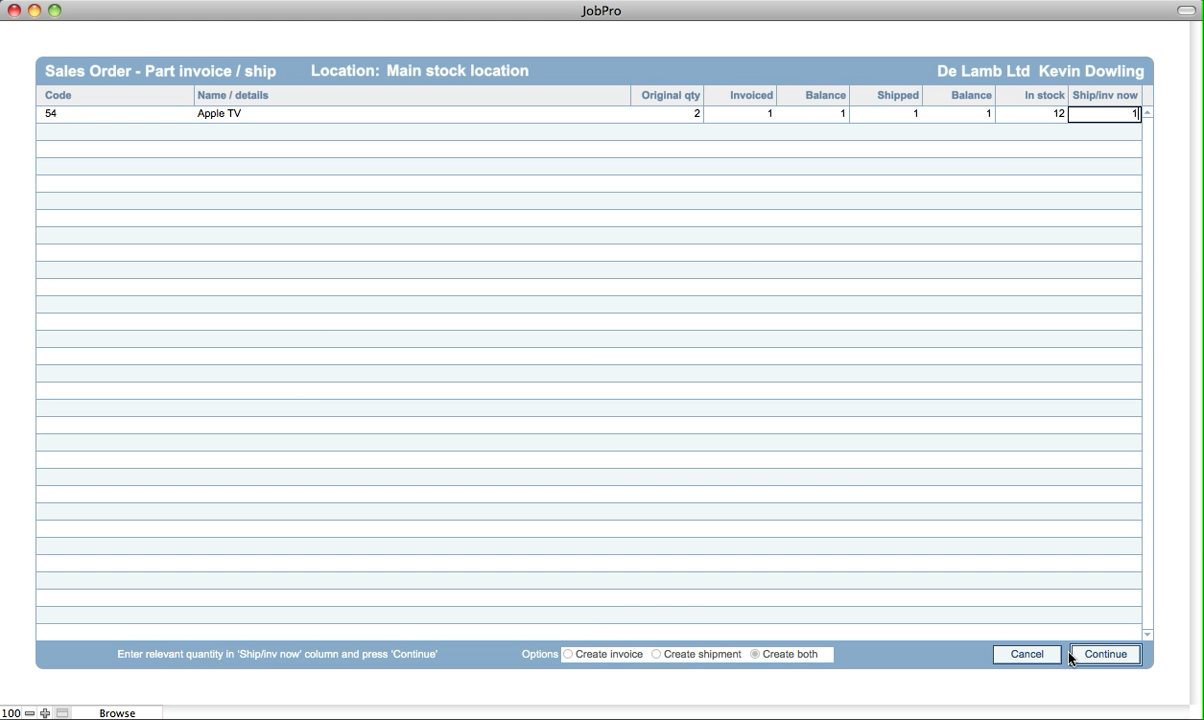 JobPro
Sales Order - Part invoice / ship Location: Main stock location De Lamb Ltd Kevin Dowling
Code Name / details Original qty Invoiced Balance Shipped Balance In stock Ship/inv now
54 Apple TV 2 1 1 1 1 12 1
Enter relevant quantity in 'Ship/inv now' column and press 'Continue' Options Create invoice Create shipment Create both Cancel Continue
100 Browse